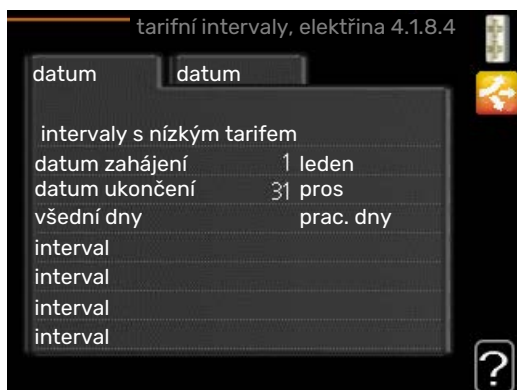 tarifní intervaly, elektřina 4.1.8.4
datum datum
intervaly s nízkým tarifem
datum zahájení 1 leden
datum ukončení 31 pros
všední dny prac. dny
interval
interval
interval
interval
?